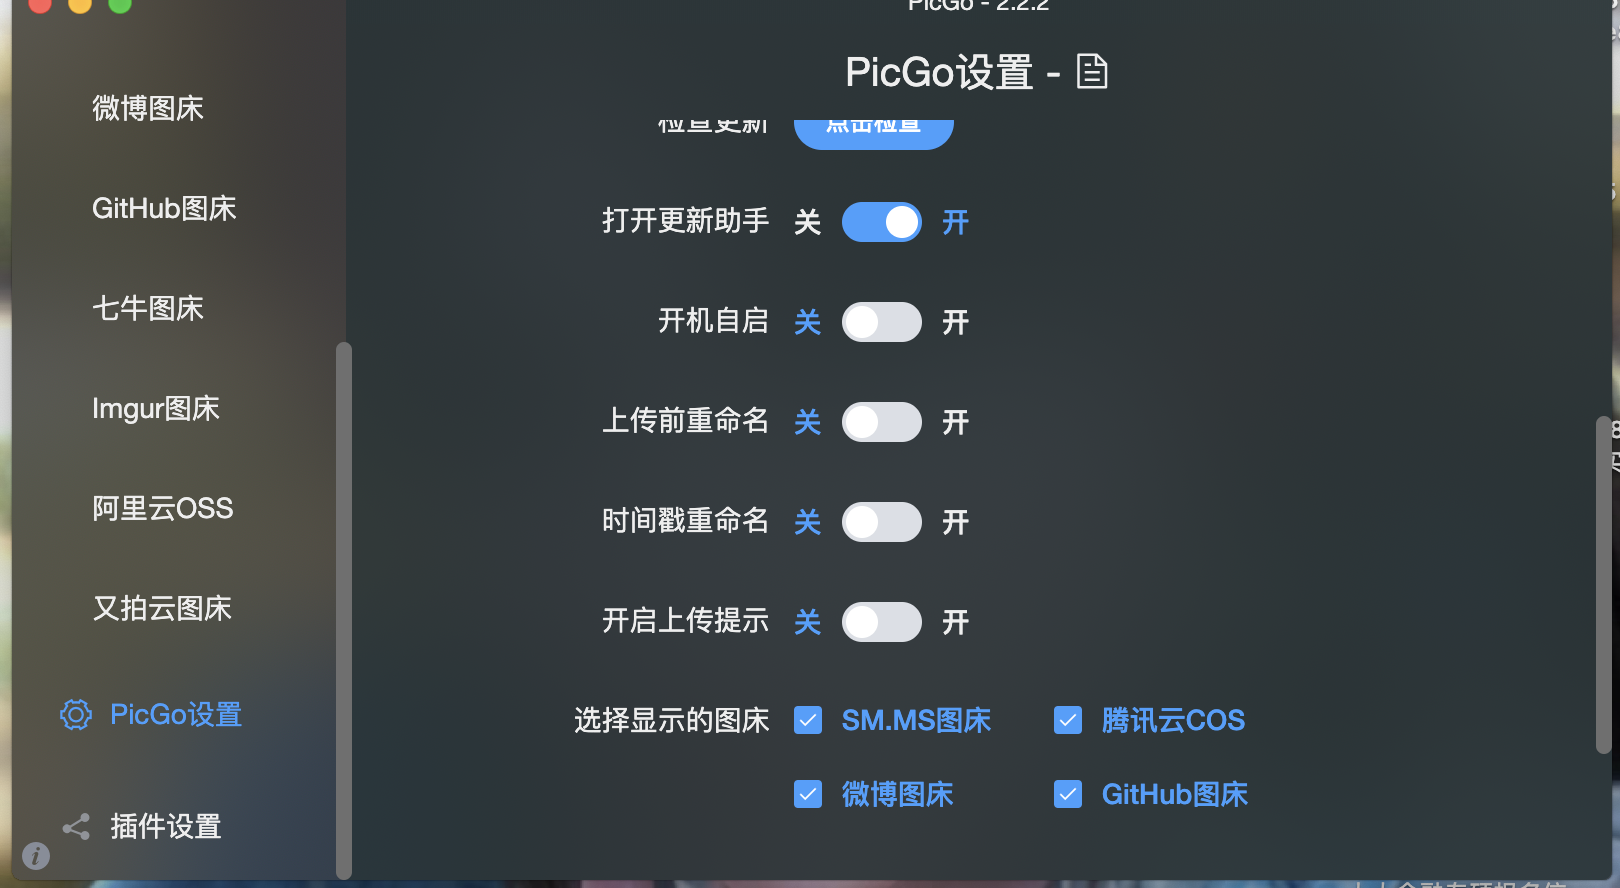 PicGo - 2.2.2
PicGo设置 -
微博图床
GitHub图床
七牛图床
Imgur图床
阿里云OSS
又拍云图床
PicGo设置
插件设置
检查更新 点击检查
打开更新助手 关 开
开机自启 关 开
上传前重命名 关 开
时间戳重命名 关 开
开启上传提示 关 开
选择显示的图床 SM.MS图床 腾讯云COS
微博图床 GitHub图床